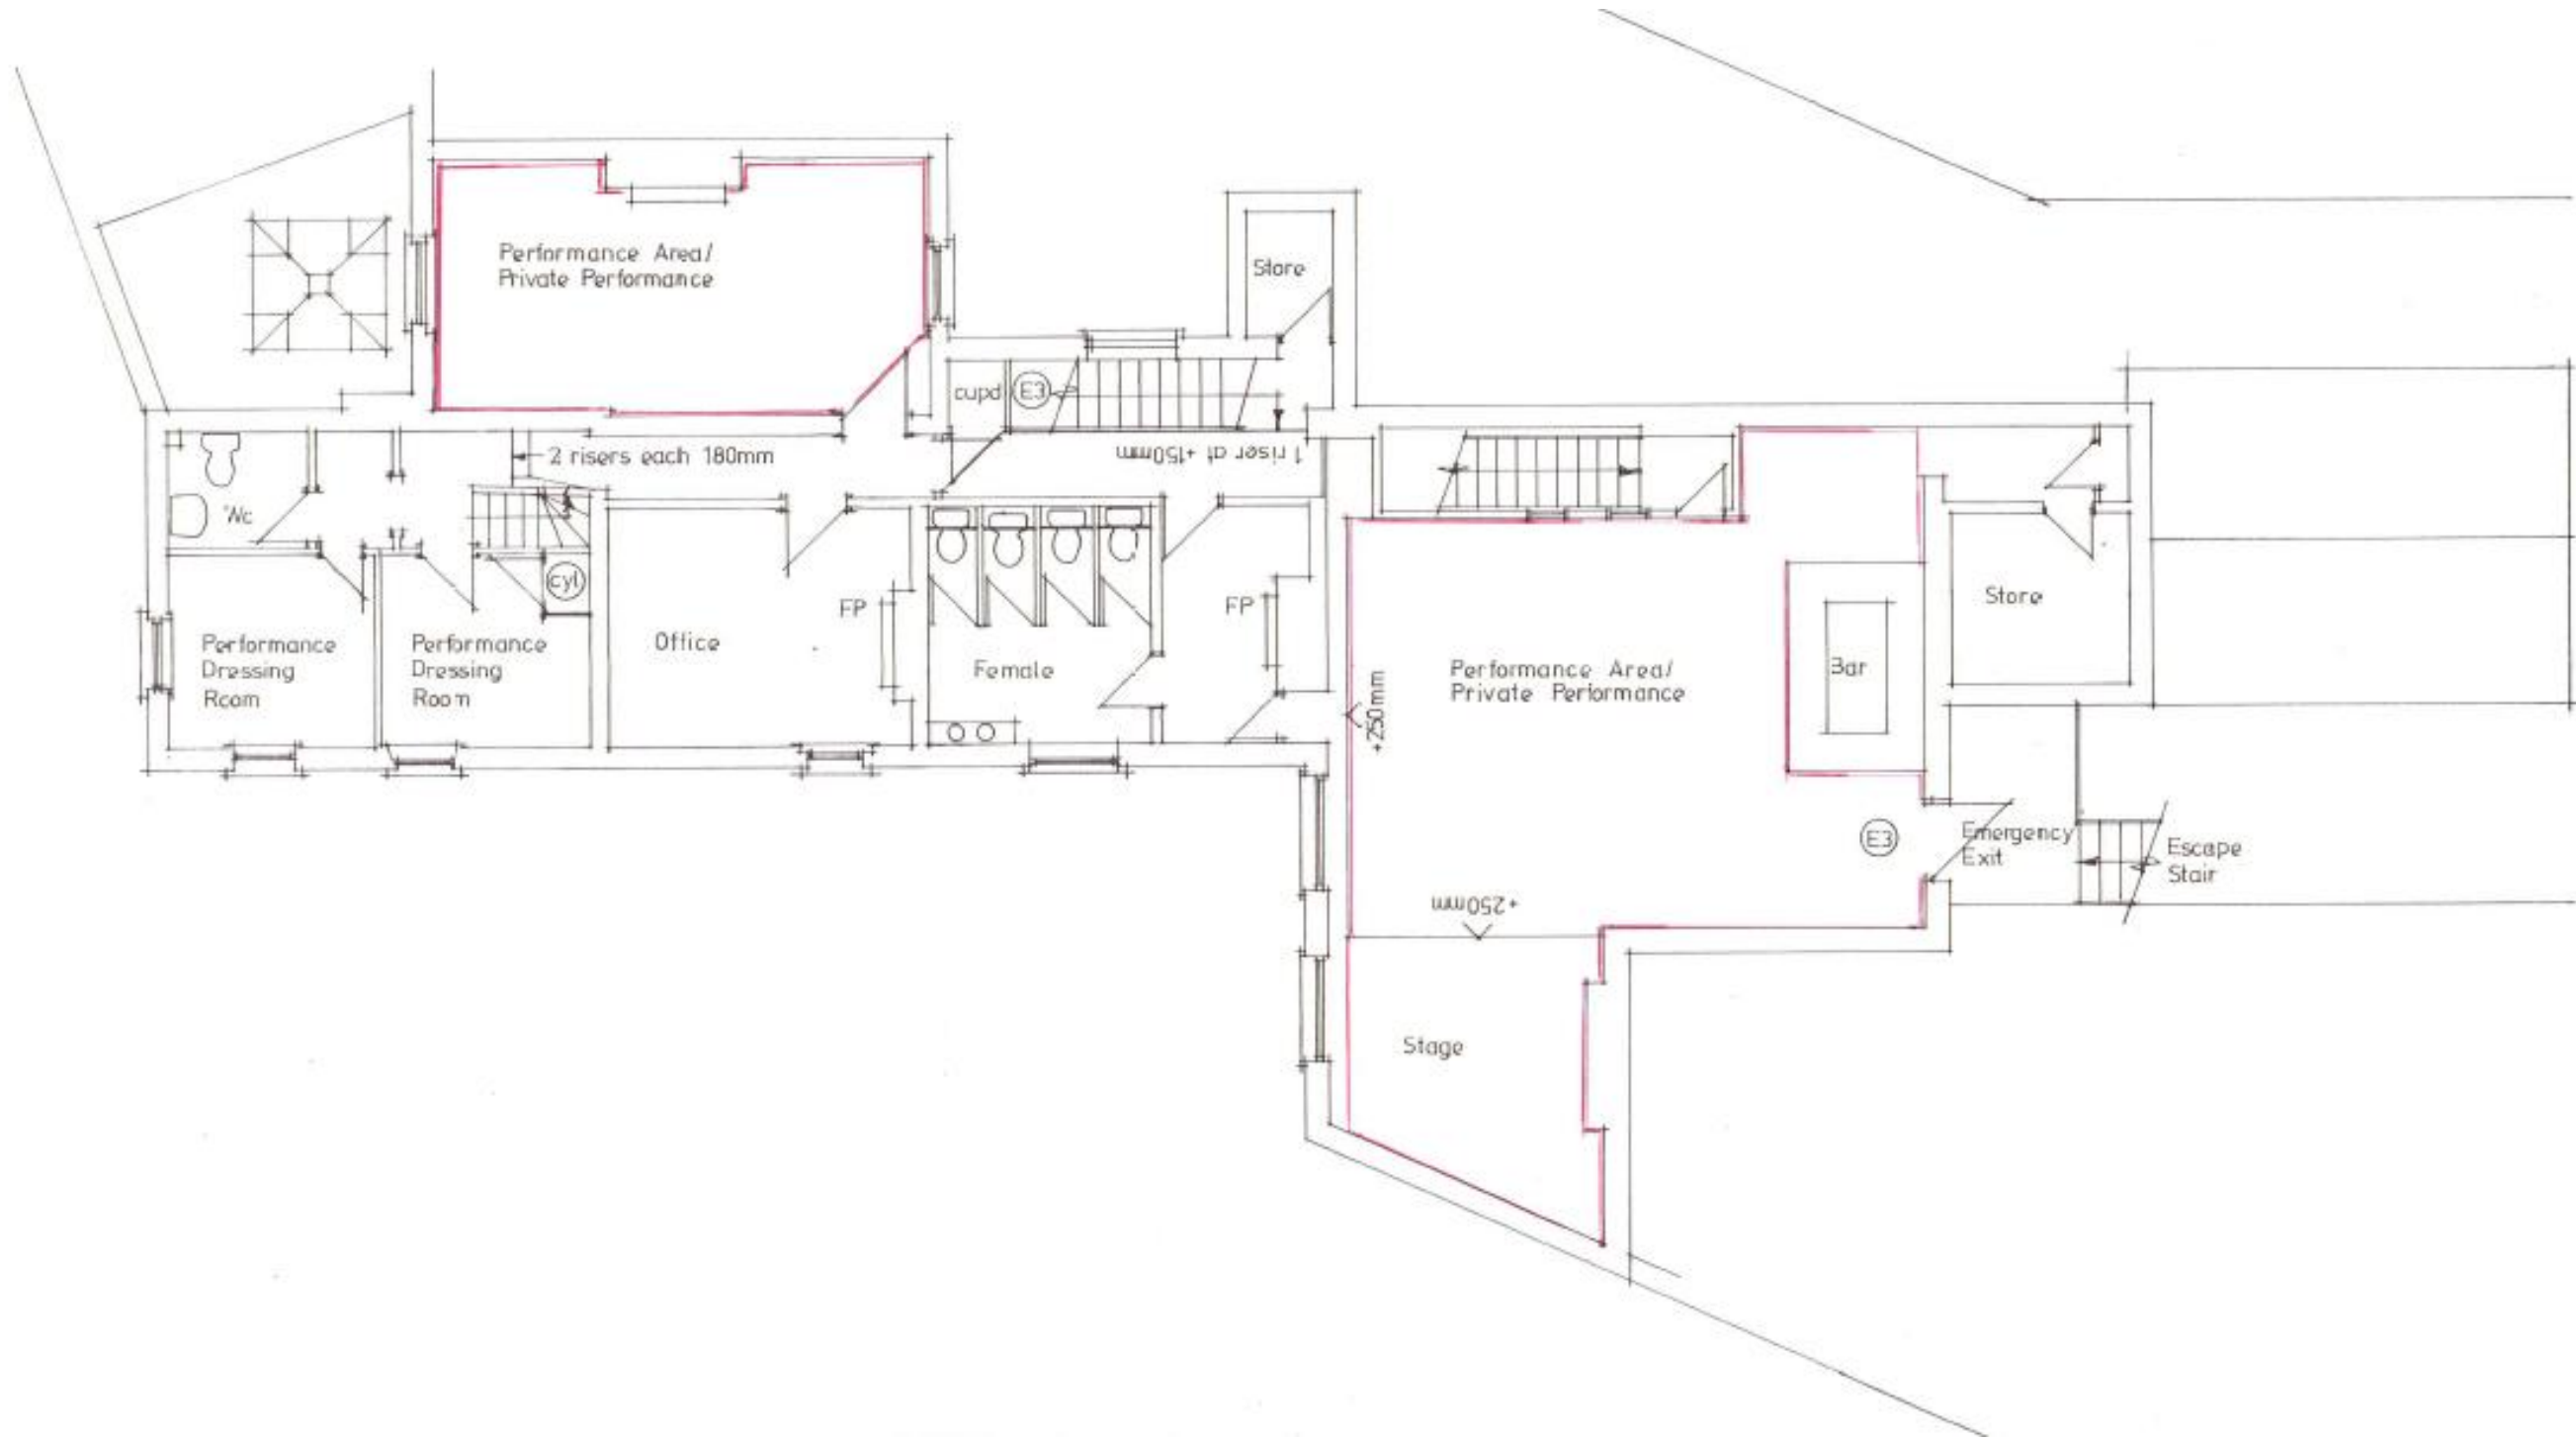 Performance Area/
Private Performance
Store
cupd
E3
2 risers each 180mm
1 riser at +150mm
Wc
cyl
FP
FP
Performance
Dressing
Room
Performance
Dressing
Room
Office
Female
+250mm
Performance Area/
Private Performance
Bar
Store
E3
Emergency
Exit
Escape
Stair
+250mm
Stage